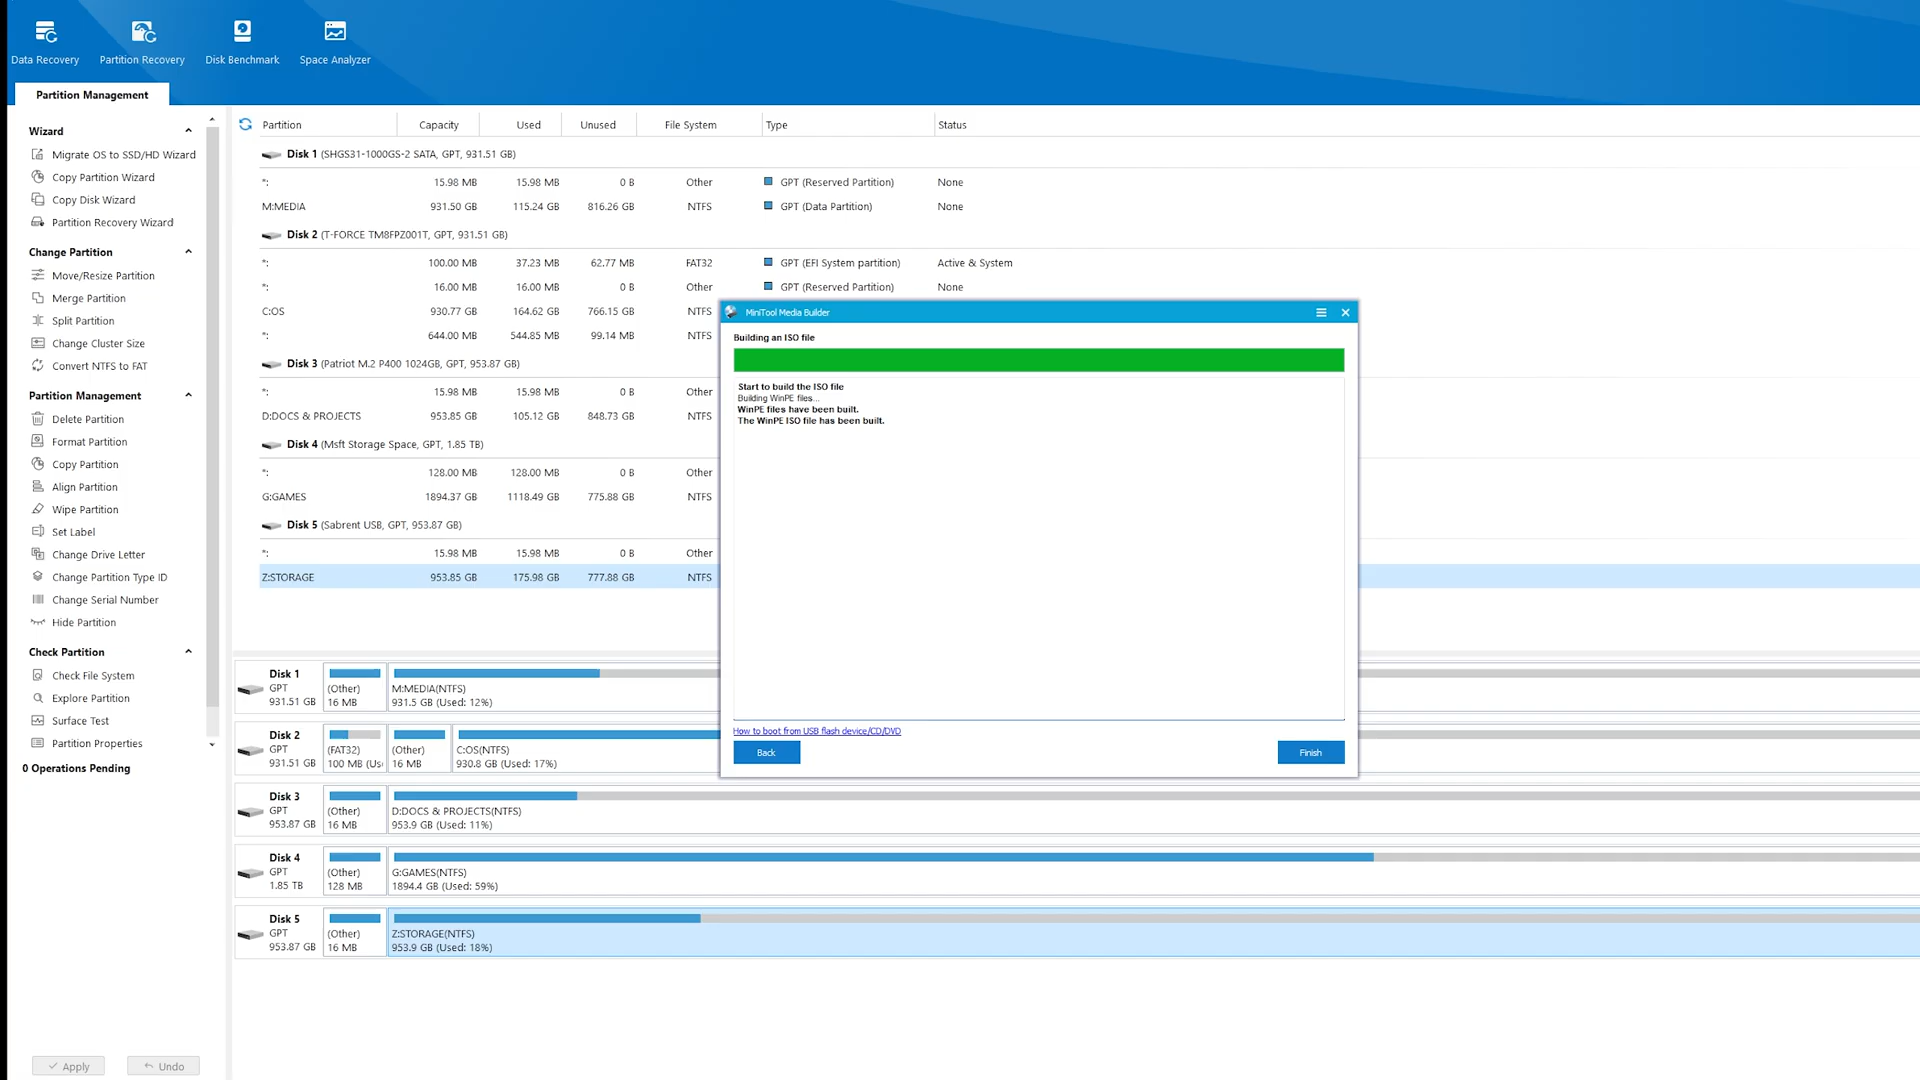 Data Recovery
Partition Recovery
Disk Benchmark
Space Analyzer
Partition Management
Wizard
Migrate OS to SSD/HD Wizard
Copy Partition Wizard
Copy Disk Wizard
Partition Recovery Wizard
Change Partition
Move/Resize Partition
Merge Partition
Split Partition
Change Cluster Size
Convert NTFS to FAT
Partition Management
Delete Partition
Format Partition
Copy Partition
Align Partition
Wipe Partition
Set Label
Change Drive Letter
Change Partition Type ID
Change Serial Number
Hide Partition
Check Partition
Check File System
Explore Partition
Surface Test
Partition Properties
0 Operations Pending
Apply
Undo
Partition Capacity Used Unused File System Type Status
Disk 1 (SHGS31-1000GS-2 SATA, GPT, 931.51 GB)
*: 15.98 MB 15.98 MB 0 B Other GPT (Reserved Partition) None
M:MEDIA 931.50 GB 115.24 GB 816.26 GB NTFS GPT (Data Partition) None
Disk 2 (T-FORCE TM8FPZ001T, GPT, 931.51 GB)
*: 100.00 MB 37.23 MB 62.77 MB FAT32 GPT (EFI System partition) Active & System
*: 16.00 MB 16.00 MB 0 B Other GPT (Reserved Partition) None
C:OS 930.77 GB 164.62 GB 766.15 GB NTFS
*: 644.00 MB 544.85 MB 99.14 MB NTFS
Disk 3 (Patriot M.2 P400 1024GB, GPT, 953.87 GB)
*: 15.98 MB 15.98 MB 0 B Other
D:DOCS & PROJECTS 953.85 GB 105.12 GB 848.73 GB NTFS
Disk 4 (Msft Storage Space, GPT, 1.85 TB)
*: 128.00 MB 128.00 MB 0 B Other
G:GAMES 1894.37 GB 1118.49 GB 775.88 GB NTFS
Disk 5 (Sabrent USB, GPT, 953.87 GB)
*: 15.98 MB 15.98 MB 0 B Other
Z:STORAGE 953.85 GB 175.98 GB 777.88 GB NTFS
MiniTool Media Builder
Building an ISO file
Start to build the ISO file
Building WinPE files...
WinPE files have been built.
The WinPE ISO file has been built.
How to boot from USB flash device/CD/DVD
Back
Finish
Disk 1
GPT
931.51 GB
(Other)
16 MB
M:MEDIA(NTFS)
931.5 GB (Used: 12%)
Disk 2
GPT
931.51 GB
(FAT32)
100 MB (Us
(Other)
16 MB
C:OS(NTFS)
930.8 GB (Used: 17%)
Disk 3
GPT
953.87 GB
(Other)
16 MB
D:DOCS & PROJECTS(NTFS)
953.9 GB (Used: 11%)
Disk 4
GPT
1.85 TB
(Other)
128 MB
G:GAMES(NTFS)
1894.4 GB (Used: 59%)
Disk 5
GPT
953.87 GB
(Other)
16 MB
Z:STORAGE(NTFS)
953.9 GB (Used: 18%)